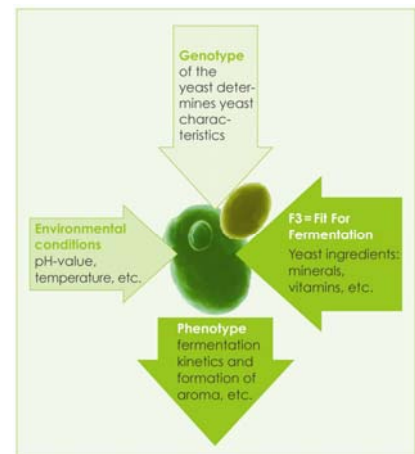 Genotype
of the
yeast deter-
mines yeast
charac-
teristics
Environmental
conditions
pH-value,
temperature, etc.
F3=Fit For
Fermentation
Yeast ingredients:
minerals,
vitamins, etc.
Phenotype
fermentation
kinetics and
formation of
aroma, etc.